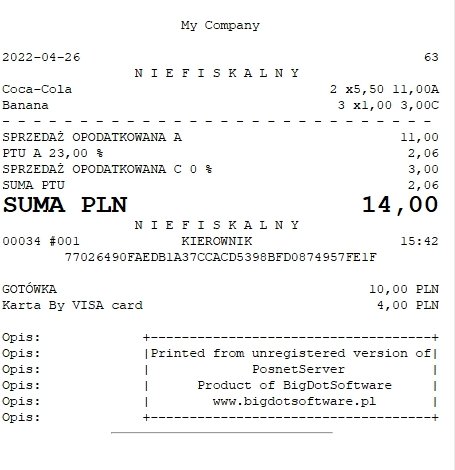 My Company
2022-04-26 63
N I E F I S K A L N Y
Coca-Cola 2 x5,50 11,00A
Banana 3 x1,00 3,00C
- - - - - - - - - - - - - - - - - - - - - - - - - - - -
SPRZEDAŻ OPODATKOWANA A 11,00
PTU A 23,00 % 2,06
SPRZEDAŻ OPODATKOWANA C 0 % 3,00
SUMA PTU 2,06
SUMA PLN 14,00
N I E F I S K A L N Y
00034 #001 KIEROWNIK 15:42
77026490FAEDB1A37CCACD5398BFD0874957FE1F
GOTÓWKA 10,00 PLN
Karta By VISA card 4,00 PLN
Opis: +------------------------------------+
Opis: |Printed from unregistered version of|
Opis: | PosnetServer |
Opis: | Product of BigDotSoftware |
Opis: | www.bigdotsoftware.pl |
Opis: +------------------------------------+